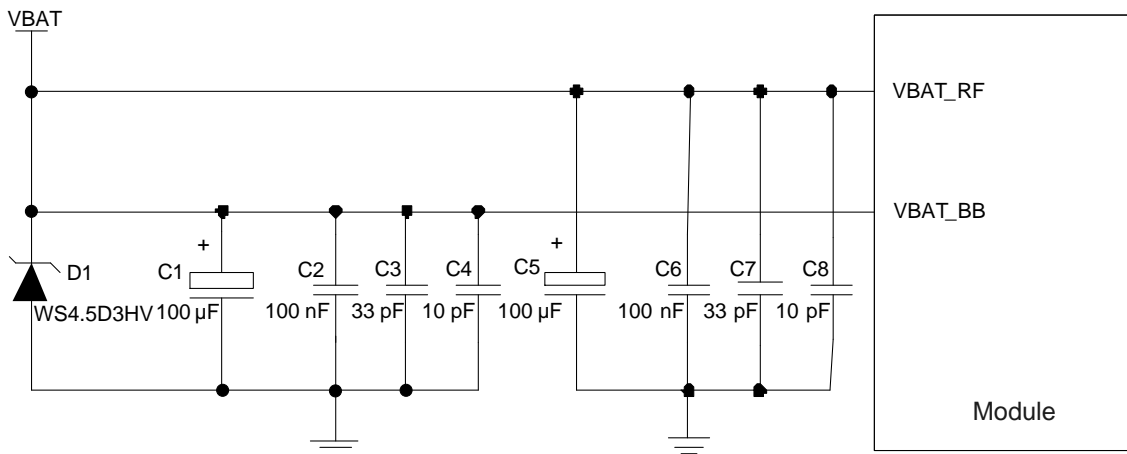 VBAT
VBAT_RF
VBAT_BB
+
+
D1
C1
C2
C3
C4
C5
C6
C7
C8
WS4.5D3HV
100 µF
100 nF
33 pF
10 pF
100 µF
100 nF
33 pF
10 pF
Module